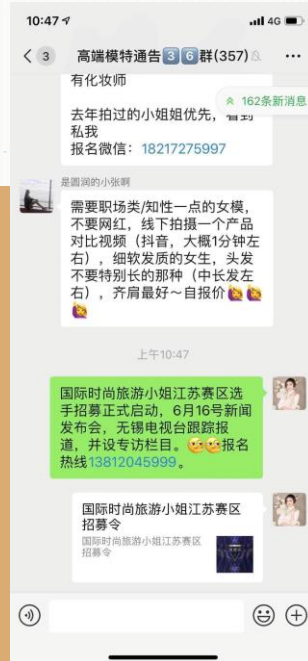 10:47
4G
3
高端模特通告3 6群(357)
有化妆师
162条新消息
去年拍过的小姐姐优先，看到
私我
报名微信：18217275997
是圆润的小张啊
需要职场类/知性一点的女模，
不要网红，线下拍摄一个产品
对比视频（抖音，大概1分钟左
右），细软发质的女生，头发
不要特别长的那种（中长发左
右），齐肩最好～自报价
上午10:47
国际时尚旅游小姐江苏赛区选
手招募正式启动，6月16号新闻
发布会，无锡电视台跟踪报
道，并设专访栏目。报名
热线13812045999。
国际时尚旅游小姐江苏赛区
招募令
国际时尚旅游小姐江苏赛区
招募令